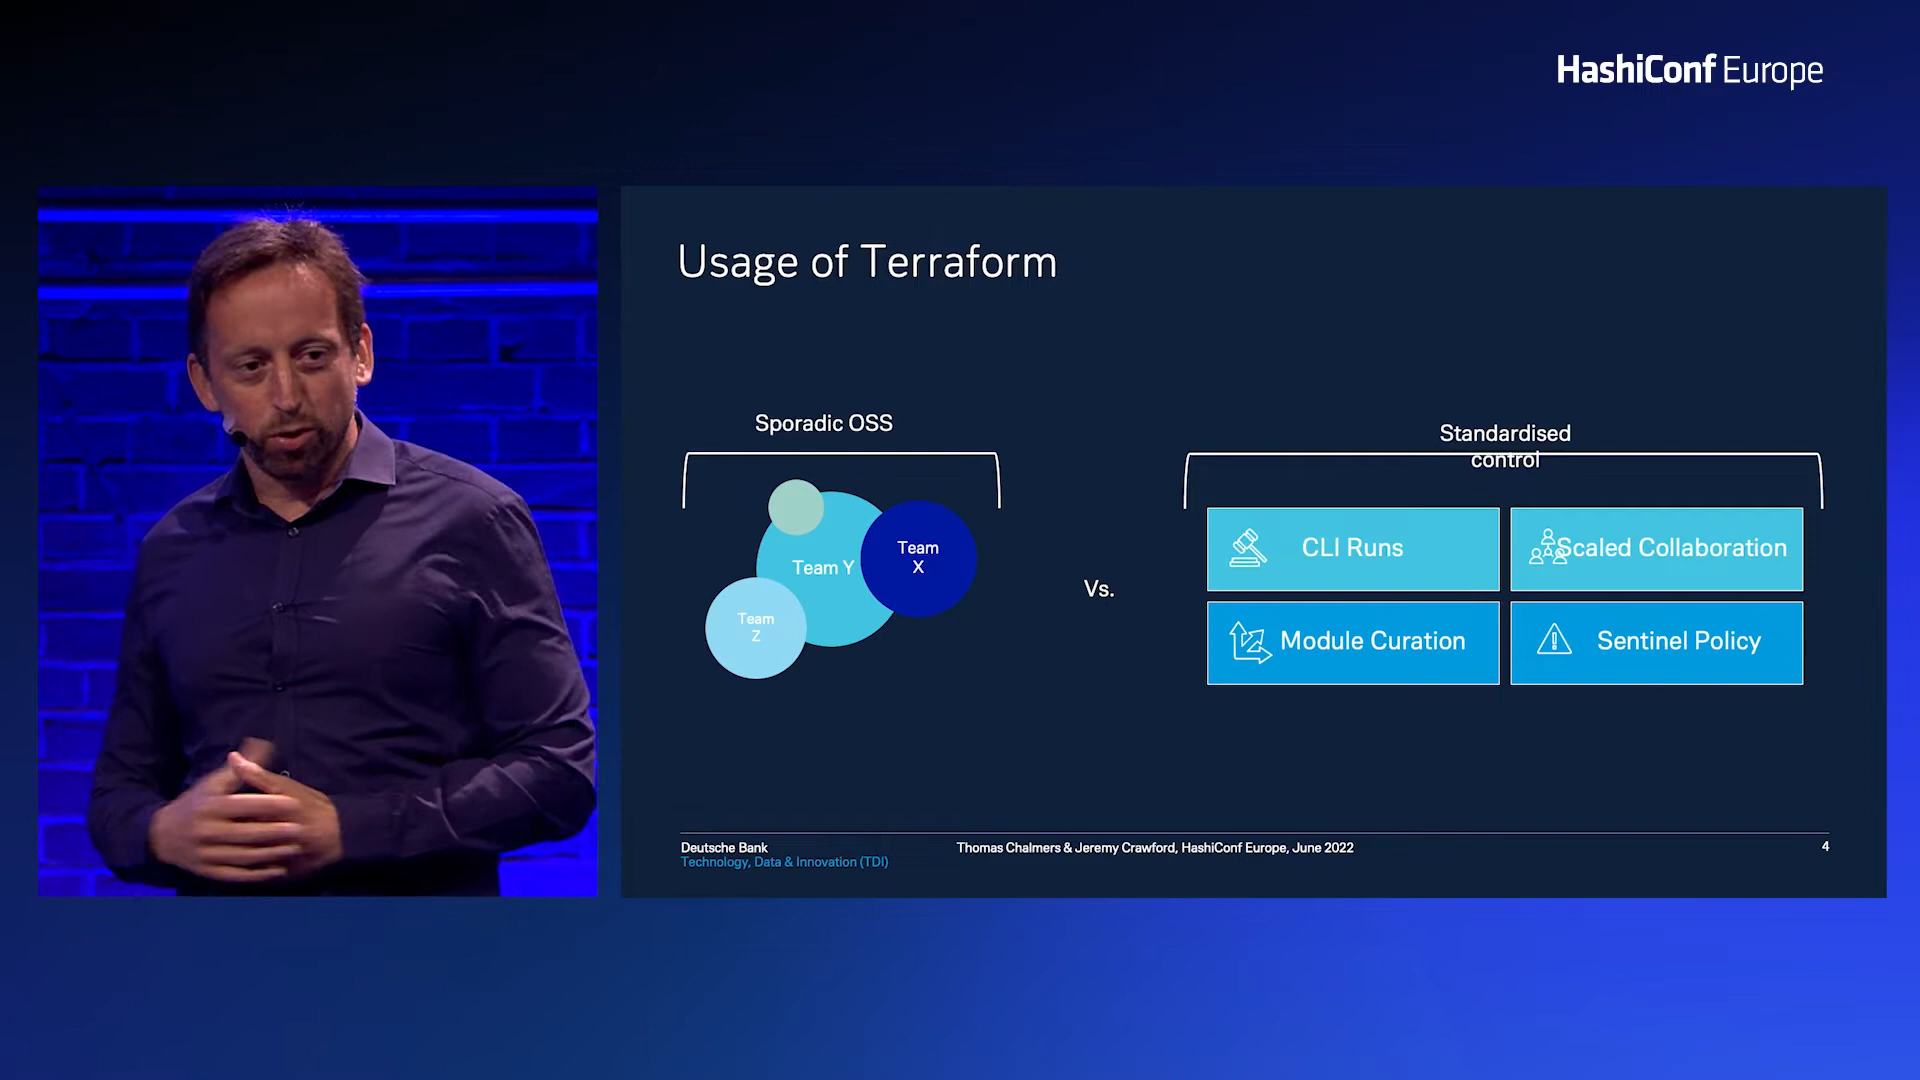 HashiConf Europe
Usage of Terraform
Sporadic OSS
Team Y
Team
X
Team
Z
Vs.
Standardised
control
CLI Runs
Scaled Collaboration
Module Curation
Sentinel Policy
Deutsche Bank
Technology, Data & Innovation (TDI)
Thomas Chalmers & Jeremy Crawford, HashiConf Europe, June 2022
4